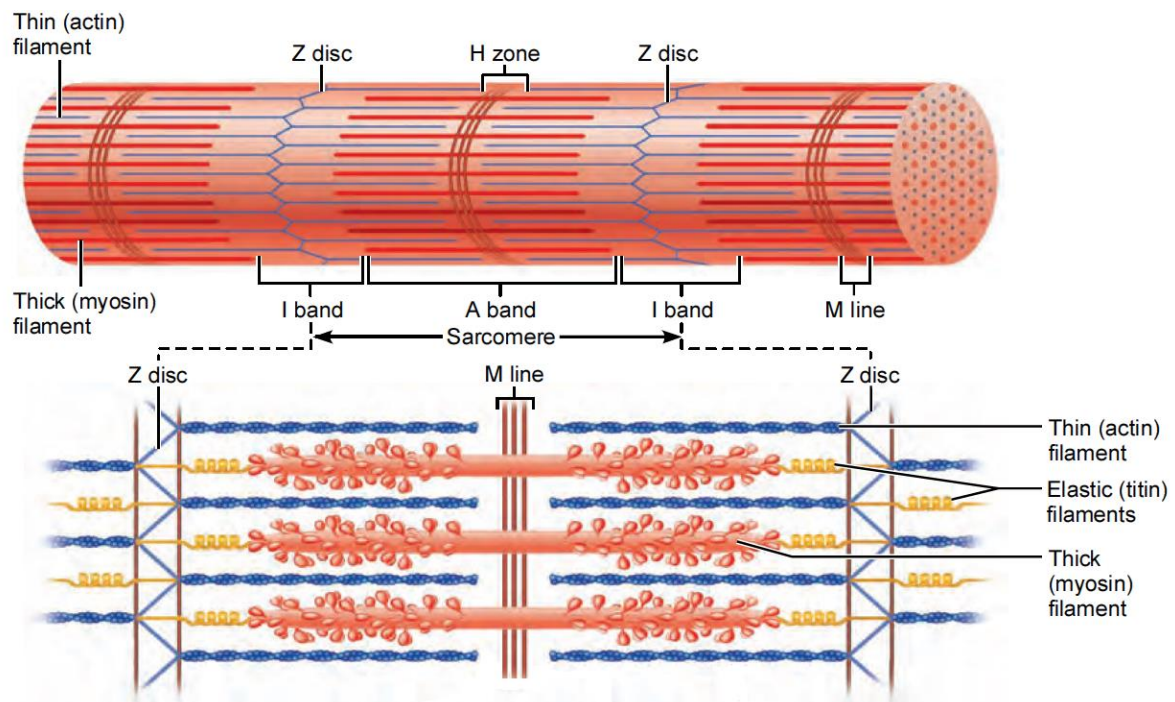 Thin (actin)
filament
Z disc
H zone
Z disc
Thick (myosin)
filament
I band
A band
I band
M line
Sarcomere
Z disc
M line
Z disc
Thin (actin)
filament
Elastic (titin)
filaments
Thick
(myosin)
filament